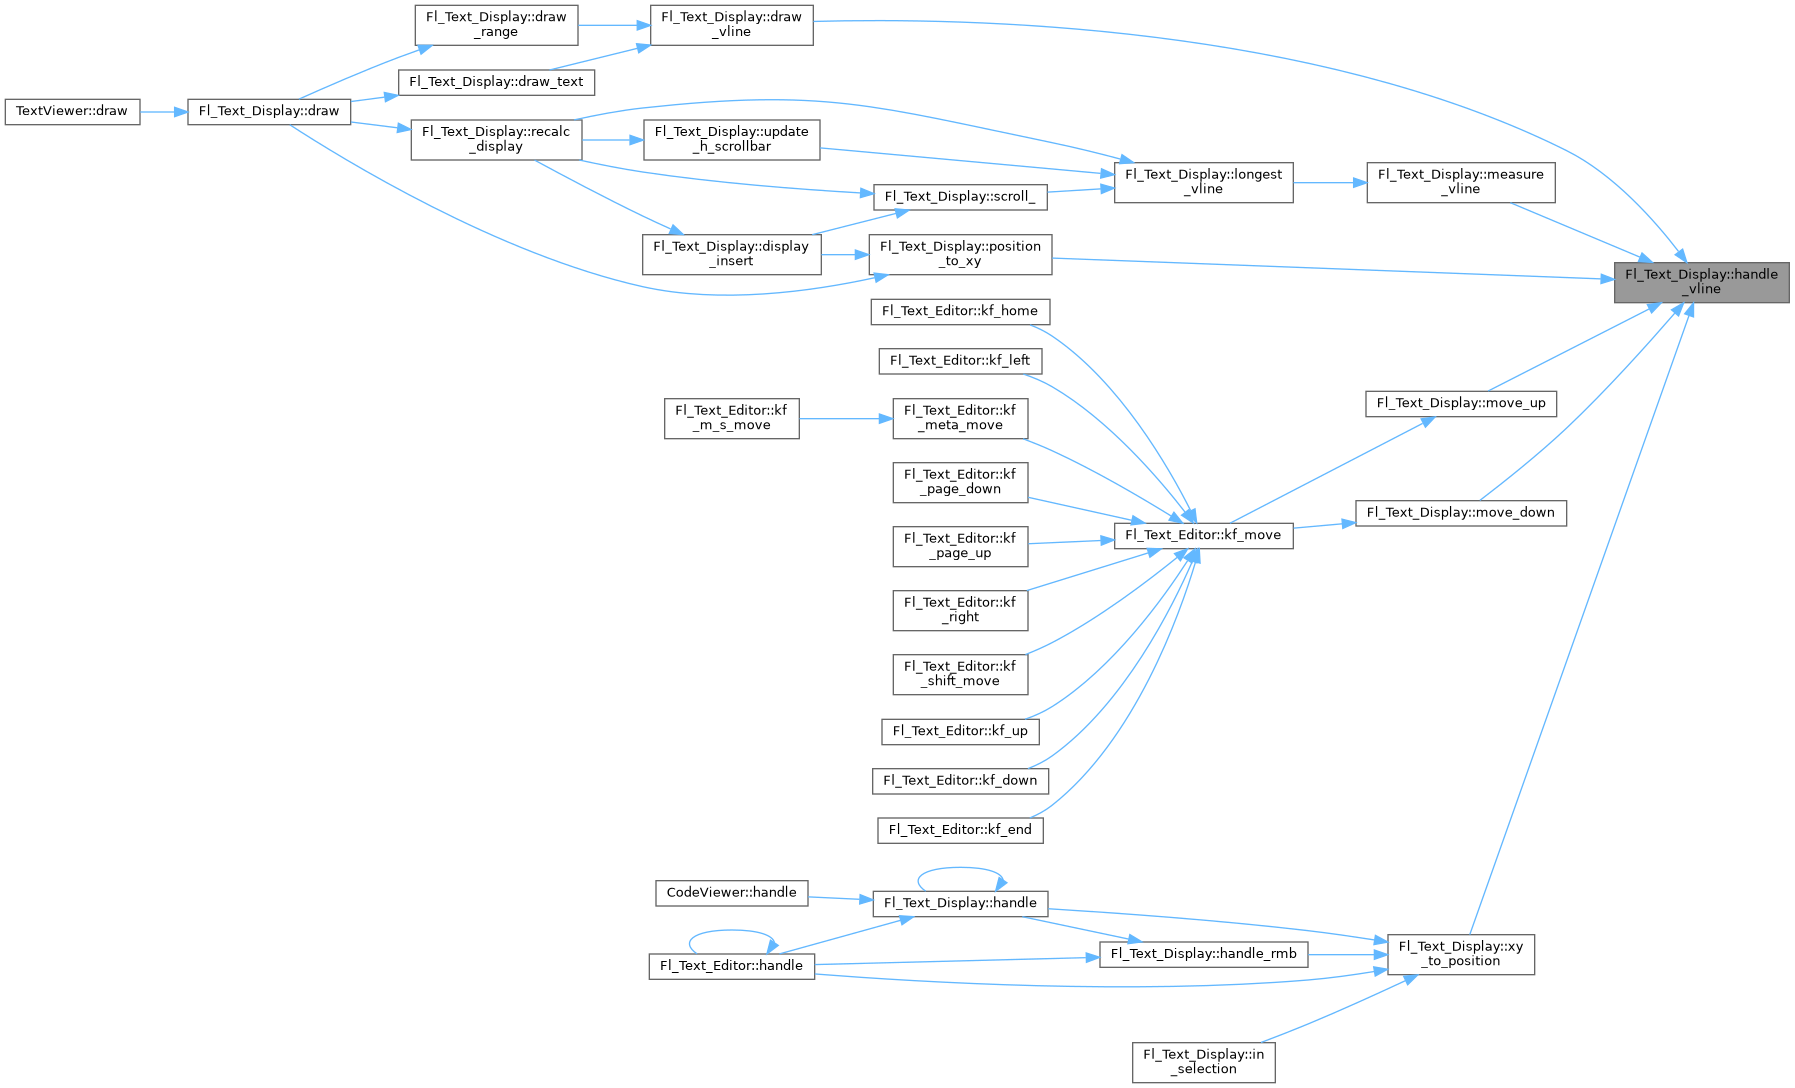 Fl_Text_Display::draw
_range
Fl_Text_Display::draw
_vline
Fl_Text_Display::draw_text
TextViewer::draw
Fl_Text_Display::draw
Fl_Text_Display::recalc
_display
Fl_Text_Display::update
_h_scrollbar
Fl_Text_Display::longest
_vline
Fl_Text_Display::measure
_vline
Fl_Text_Display::scroll_
Fl_Text_Display::display
_insert
Fl_Text_Display::position
_to_xy
Fl_Text_Display::handle
_vline
Fl_Text_Editor::kf_home
Fl_Text_Editor::kf_left
Fl_Text_Editor::kf
_m_s_move
Fl_Text_Editor::kf
_meta_move
Fl_Text_Display::move_up
Fl_Text_Editor::kf
_page_down
Fl_Text_Display::move_down
Fl_Text_Editor::kf_move
Fl_Text_Editor::kf
_page_up
Fl_Text_Editor::kf
_right
Fl_Text_Editor::kf
_shift_move
Fl_Text_Editor::kf_up
Fl_Text_Editor::kf_down
Fl_Text_Editor::kf_end
CodeViewer::handle
Fl_Text_Display::handle
Fl_Text_Editor::handle
Fl_Text_Display::handle_rmb
Fl_Text_Display::xy
_to_position
Fl_Text_Display::in
_selection